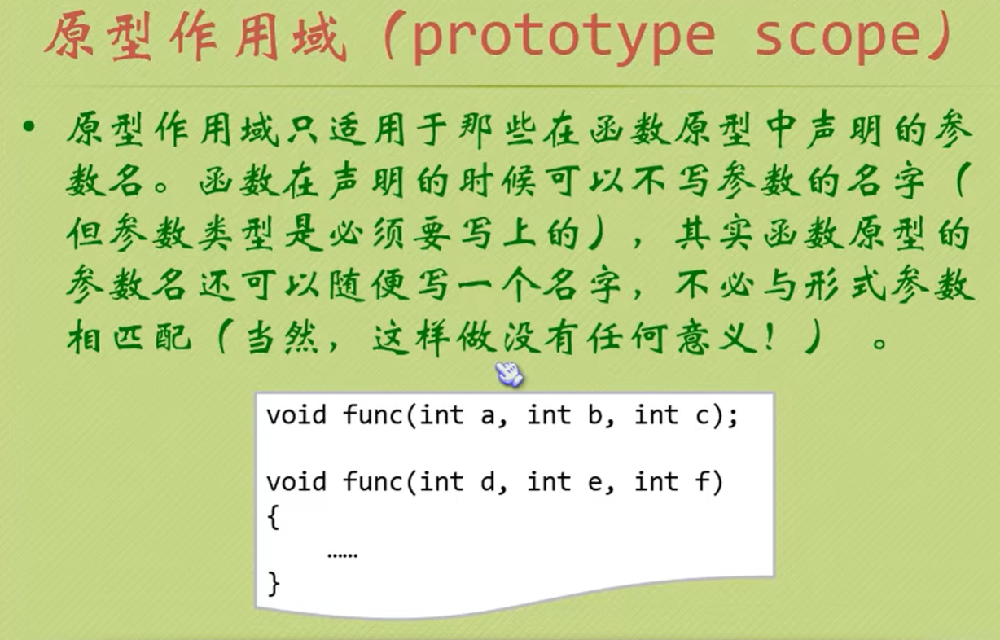 原型作用域（prototype scope）
• 原型作用域只适用于那些在函数原型中声明的参
数名。函数在声明的时候可以不写参数的名字（
但参数类型是必须要写上的），其实函数原型的
参数名还可以随便写一个名字，不必与形式参数
相匹配（当然，这样做没有任何意义！）。
void func(int a, int b, int c);
void func(int d, int e, int f)
{
……
}